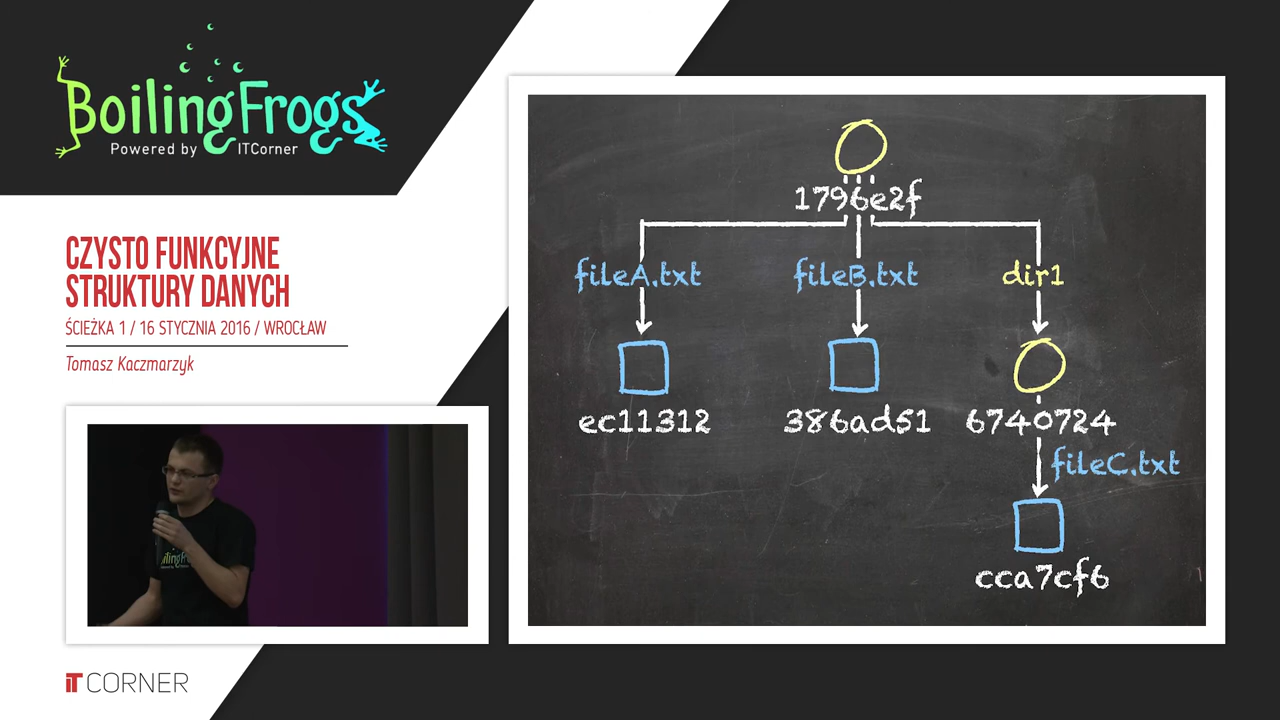 BoilingFrogs
Powered by ITCorner
CZYSTO FUNKCYJNE
STRUKTURY DANYCH
ŚCIEŻKA 1 / 16 STYCZNIA 2016 / WROCŁAW
Tomasz Kaczmarzyk
iT CORNER
1796e2f
fileA.txt
fileB.txt
dir1
ec11312
386ad51
6740724
fileC.txt
cca7cf6